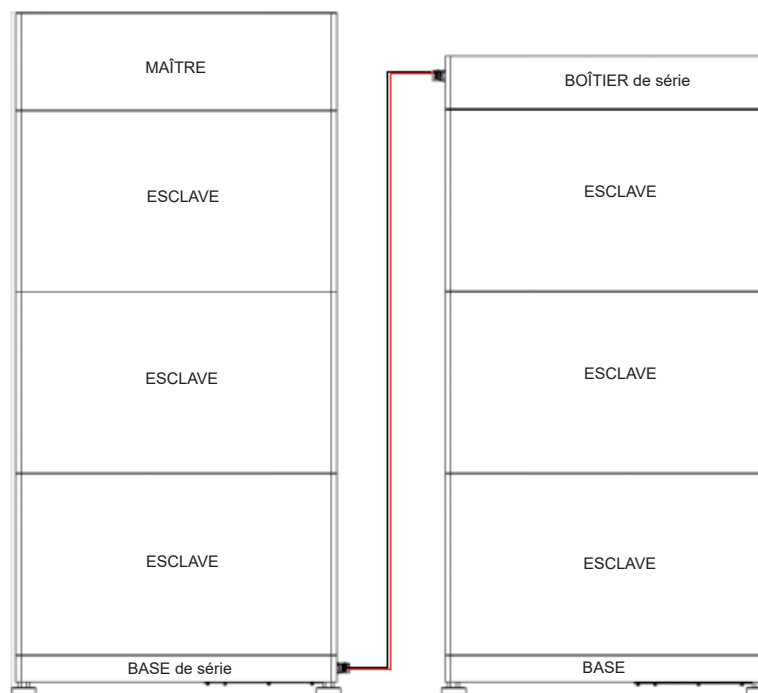 MAÎTRE
ESCLAVE
ESCLAVE
ESCLAVE
BASE de série
BOÎTIER de série
ESCLAVE
ESCLAVE
ESCLAVE
BASE